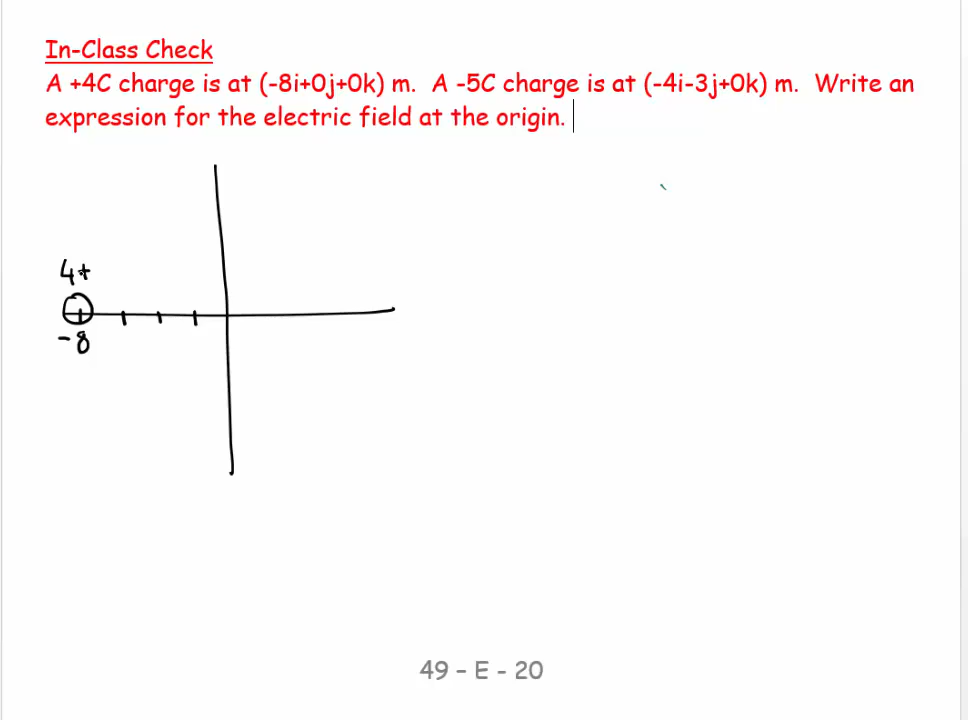 In-Class Check
A +4C charge is at (-8i+0j+0k) m. A -5C charge is at (-4i-3j+0k) m. Write an
expression for the electric field at the origin.
4+
-8
49 – E - 20